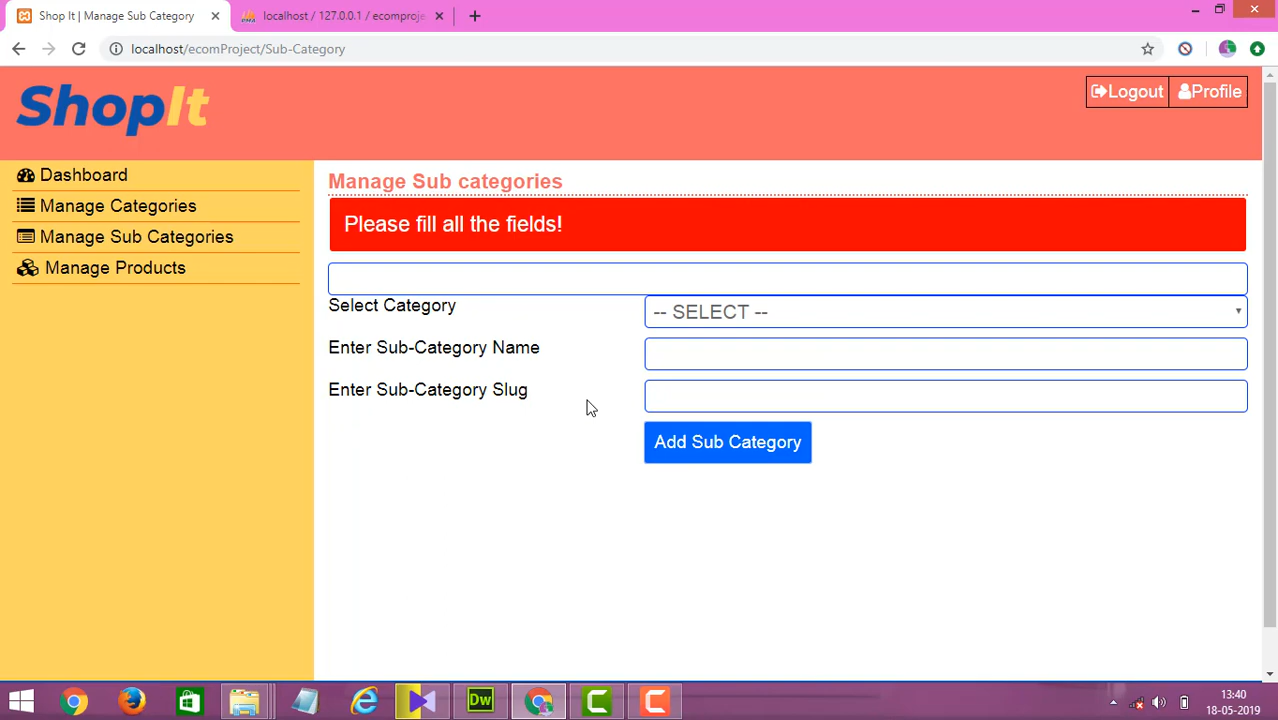 Shop It | Manage Sub Category
localhost / 127.0.0.1 / ecomproje
localhost/ecomProject/Sub-Category
ShopIt
Logout
Profile
Dashboard
Manage Categories
Manage Sub Categories
Manage Products
Manage Sub categories
Please fill all the fields!
Select Category
-- SELECT --
Enter Sub-Category Name
Enter Sub-Category Slug
Add Sub Category
Dw
13:40
18-05-2019